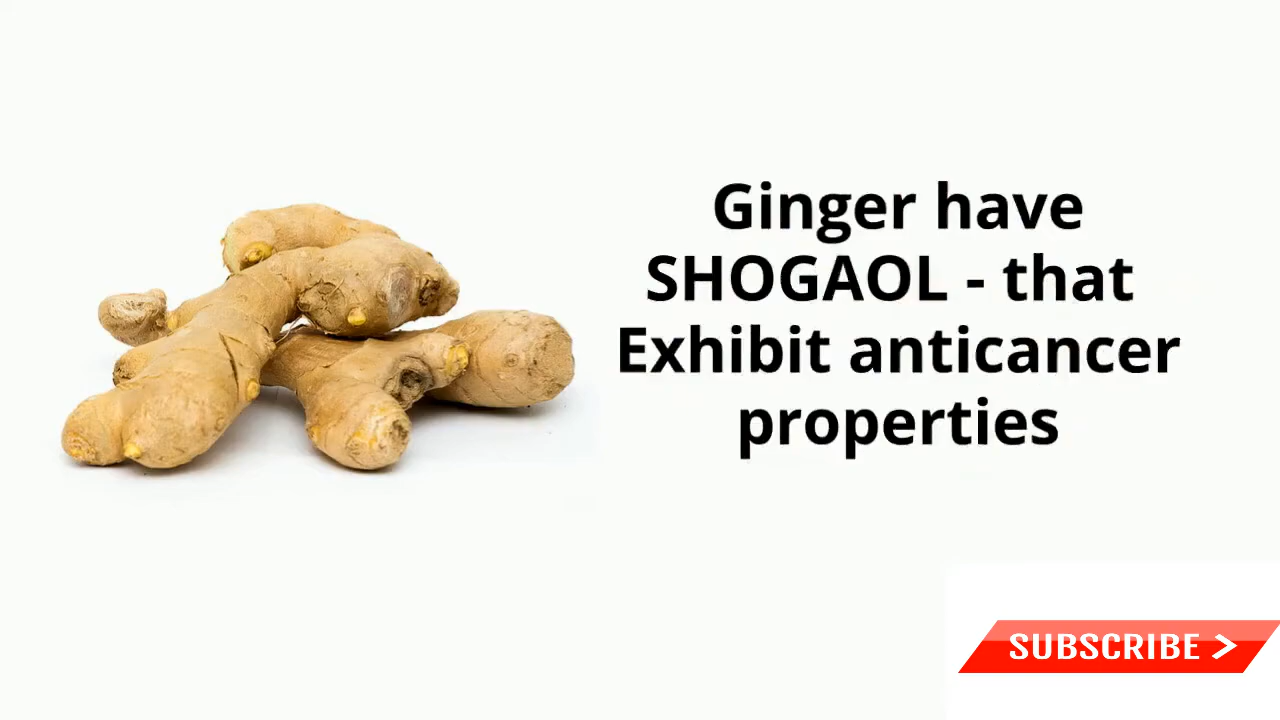 Ginger have
SHOGAOL - that
Exhibit anticancer
properties
SUBSCRIBE >